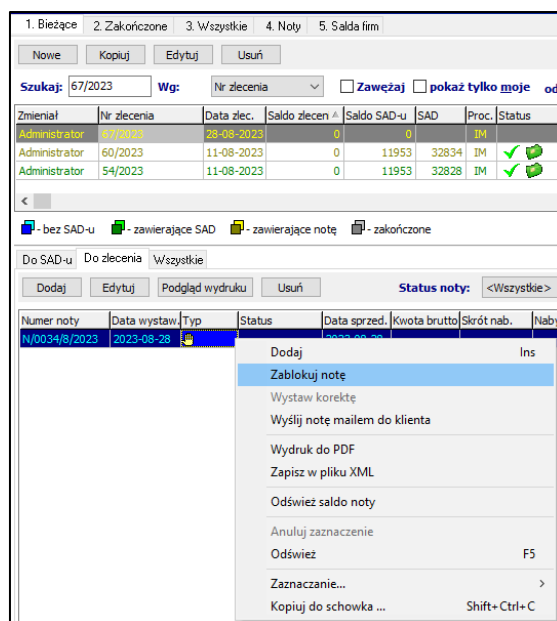 1. Bieżące 2. Zakończone 3. Wszystkie 4. Noty 5. Salda firm
Nowe Kopiuj Edytuj Usuń
Szukaj: 67/2023 Wg: Nr zlecenia Zawężaj pokaż tylko moje od
Zmieniał Nr zlecenia Data zlec. Saldo zlecen Saldo SAD-u SAD Proc. Status
Administrator 67/2023 28-08-2023 0 0 IM
Administrator 60/2023 11-08-2023 0 11953 32834 IM
Administrator 54/2023 11-08-2023 0 11953 32828 IM
- bez SAD-u - zawierające SAD - zawierające notę - zakończone
Do SAD-u Do zlecenia Wszystkie
Dodaj Edytuj Podgląd wydruku Usuń Status noty: <Wszystkie>
Numer noty Data wystaw. Typ Status Data sprzed. Kwota brutto Skrót nab. Naby
N/0034/8/2023 2023-08-28
Dodaj Ins
Zablokuj notę
Wystaw korektę
Wyślij notę mailem do klienta
Wydruk do PDF
Zapisz w pliku XML
Odśwież saldo noty
Anuluj zaznaczenie
Odśwież F5
Zaznaczanie...
Kopiuj do schowka ... Shift+Ctrl+C